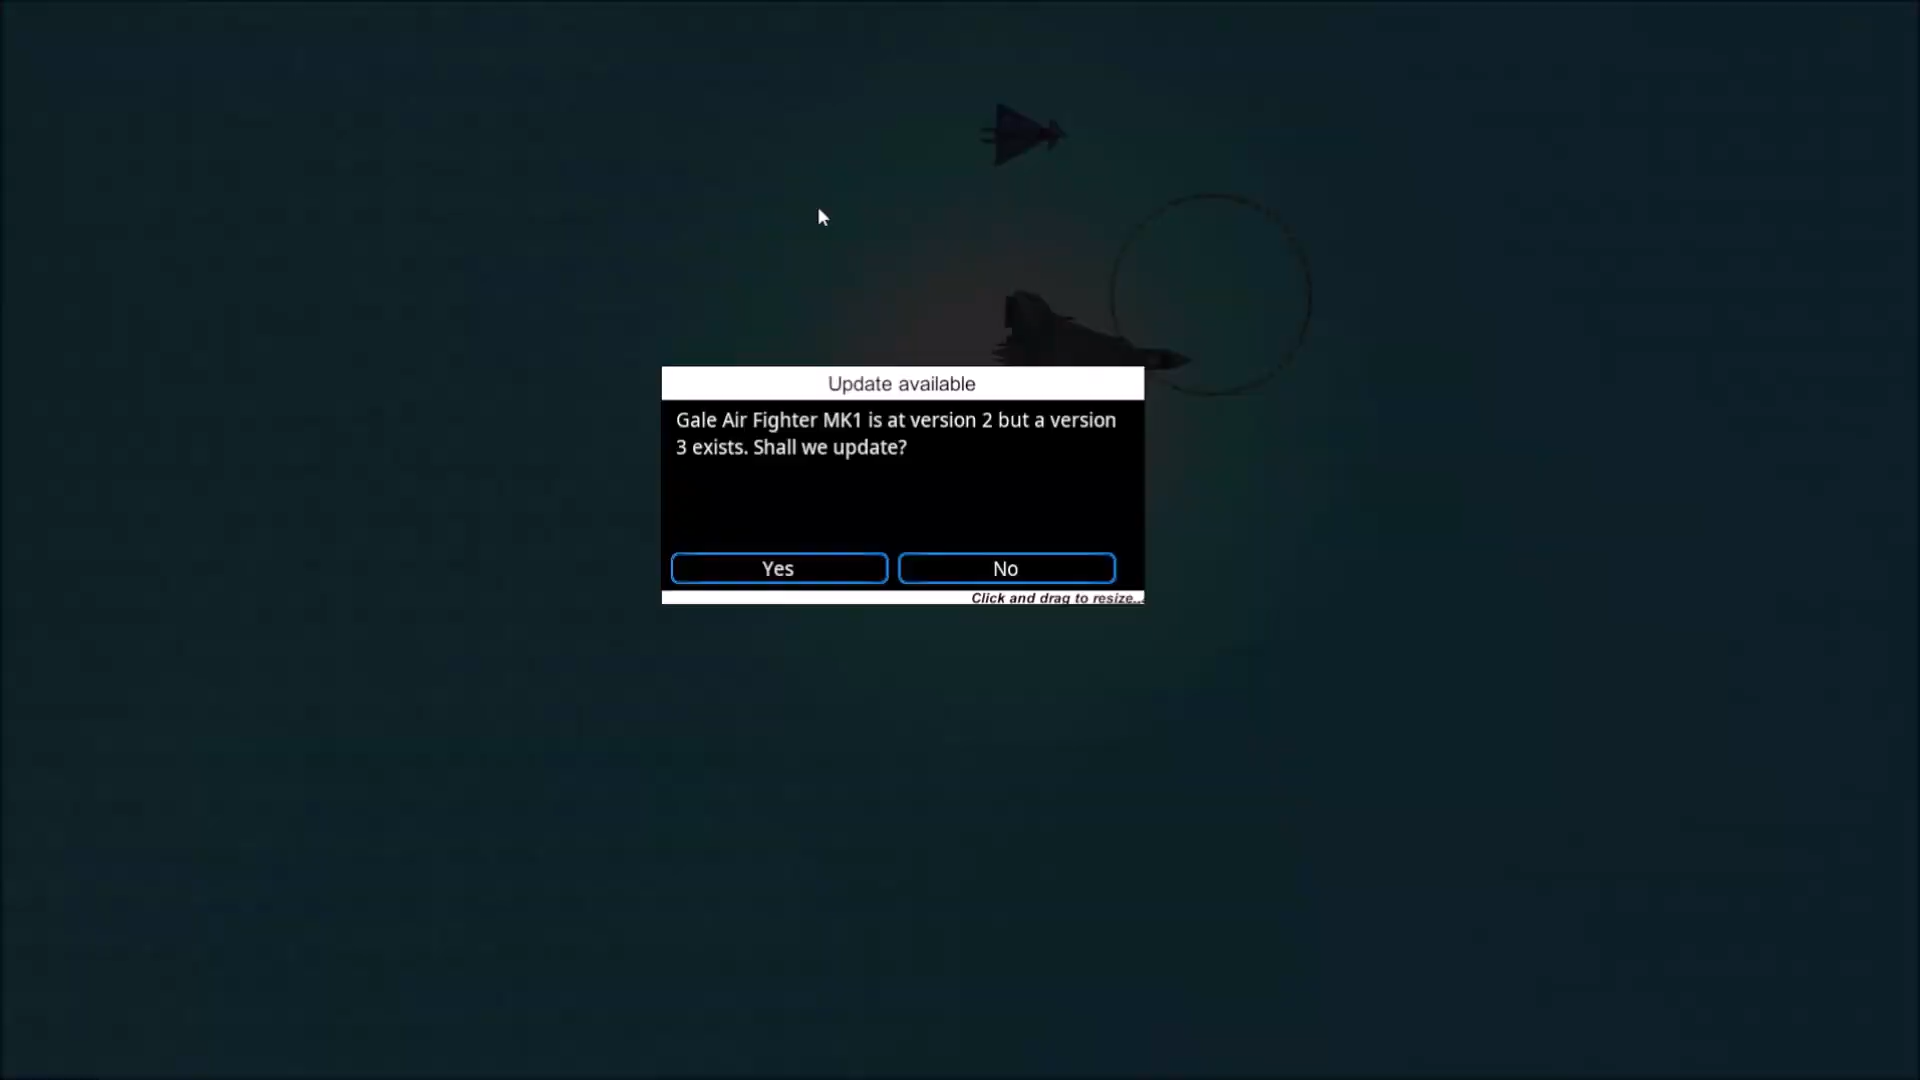 Update available
Gale Air Fighter MK1 is at version 2 but a version
3 exists. Shall we update?
Yes No
Click and drag to resize...